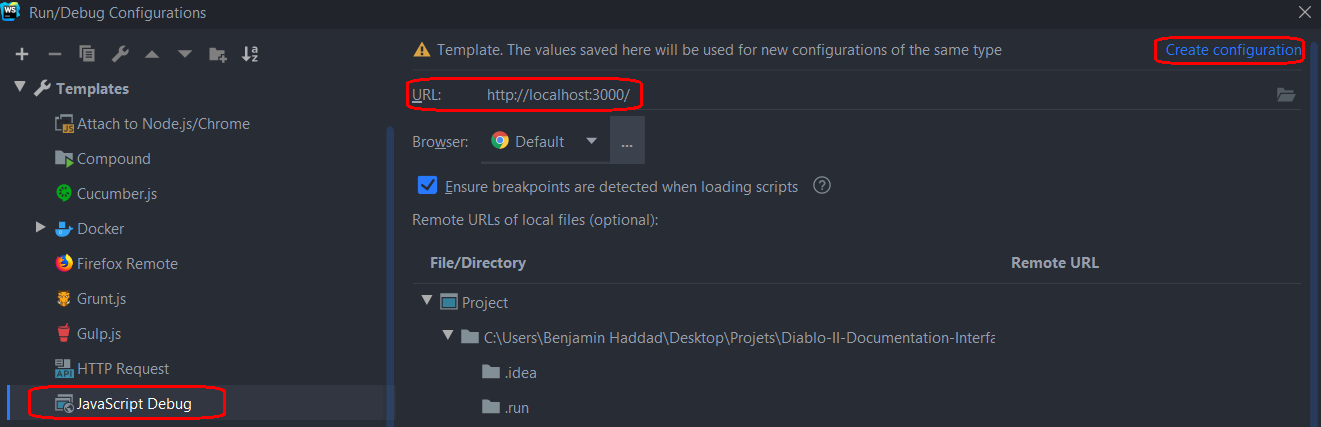 WS Run/Debug Configurations
Template. The values saved here will be used for new configurations of the same type Create configuration
Templates
URL: http://localhost:3000/
Attach to Node.js/Chrome
Browser: Default ...
Compound
Ensure breakpoints are detected when loading scripts ?
Cucumber.js
Remote URLs of local files (optional):
Docker
File/Directory Remote URL
Firefox Remote
Grunt.js
Project
Gulp.js
C:\Users\Benjamin Haddad\Desktop\Projets\Diablo-II-Documentation-Interfa
HTTP Request
.idea
JavaScript Debug
.run